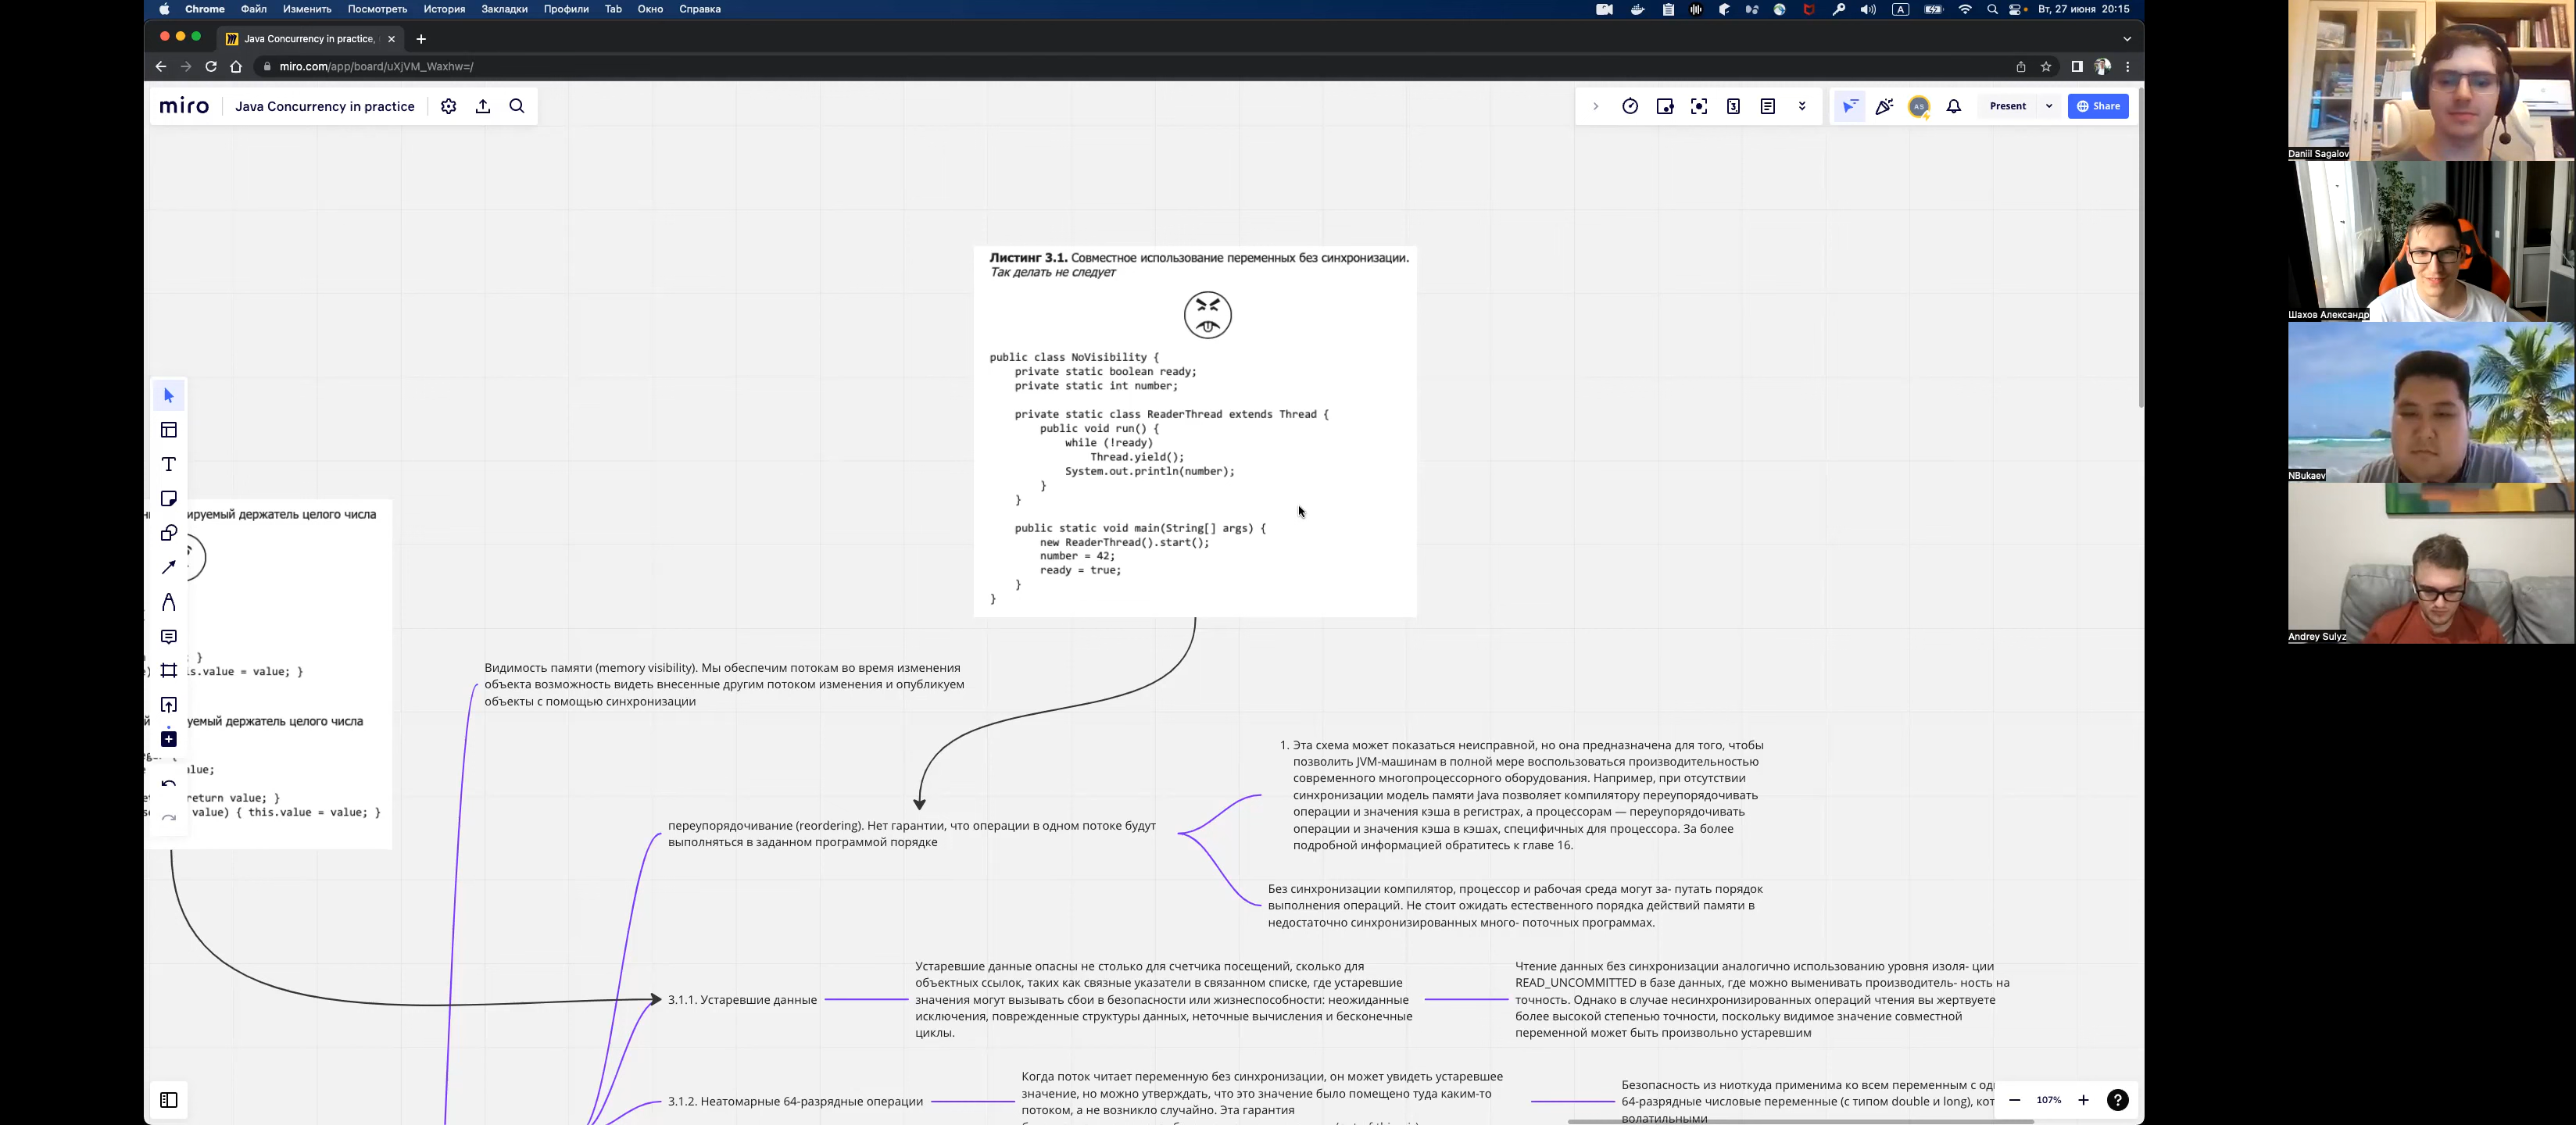 Chrome Файл Изменить Посмотреть История Закладки Профили Tab Окно Справка
A
Вт, 27 июня 20:15
Java Concurrency in practice,
miro.com/app/board/uXjVM_Waxhw=/
miro
Java Concurrency in practice
3
AS
Present
Share
Листинг 3.1. Совместное использование переменных без синхронизации.
Так делать не следует
public class NoVisibility {
private static boolean ready;
private static int number;
private static class ReaderThread extends Thread {
public void run() {
while (!ready)
Thread.yield();
System.out.println(number);
}
}
public static void main(String[] args) {
new ReaderThread().start();
number = 42;
ready = true;
}
}
ируемый держатель целого числа
}
is.value = value; }
уемый держатель целого числа
alue;
return value; }
value) { this.value = value; }
Видимость памяти (memory visibility). Мы обеспечим потокам во время изменения
объекта возможность видеть внесенные другим потоком изменения и опубликуем
объекты с помощью синхронизации
переупорядочивание (reordering). Нет гарантии, что операции в одном потоке будут
выполняться в заданном программой порядке
1. Эта схема может показаться неисправной, но она предназначена для того, чтобы
позволить JVM-машинам в полной мере воспользоваться производительностью
современного многопроцессорного оборудования. Например, при отсутствии
синхронизации модель памяти Java позволяет компилятору переупорядочивать
операции и значения кэша в регистрах, а процессорам — переупорядочивать
операции и значения кэша в кэшах, специфичных для процессора. За более
подробной информацией обратитесь к главе 16.
Без синхронизации компилятор, процессор и рабочая среда могут за- путать порядок
выполнения операций. Не стоит ожидать естественного порядка действий памяти в
недостаточно синхронизированных много- поточных программах.
3.1.1. Устаревшие данные
Устаревшие данные опасны не столько для счетчика посещений, сколько для
объектных ссылок, таких как связные указатели в связанном списке, где устаревшие
значения могут вызывать сбои в безопасности или жизнеспособности: неожиданные
исключения, поврежденные структуры данных, неточные вычисления и бесконечные
циклы.
Чтение данных без синхронизации аналогично использованию уровня изоля- ции
READ_UNCOMMITTED в базе данных, где можно выменивать производитель- ность на
точность. Однако в случае несинхронизированных операций чтения вы жертвуете
более высокой степенью точности, поскольку видимое значение совместной
переменной может быть произвольно устаревшим
3.1.2. Неатомарные 64-разрядные операции
Когда поток читает переменную без синхронизации, он может увидеть устаревшее
значение, но можно утверждать, что это значение было помещено туда каким-то
потоком, а не возникло случайно. Эта гарантия
Безопасность из ниоткуда применима ко всем переменным с од
64-разрядные числовые переменные (с типом double и long), кот
волатильными
107%
Daniil Sagalov
Шахов Александр
NBukaev
Andrey Sulyz